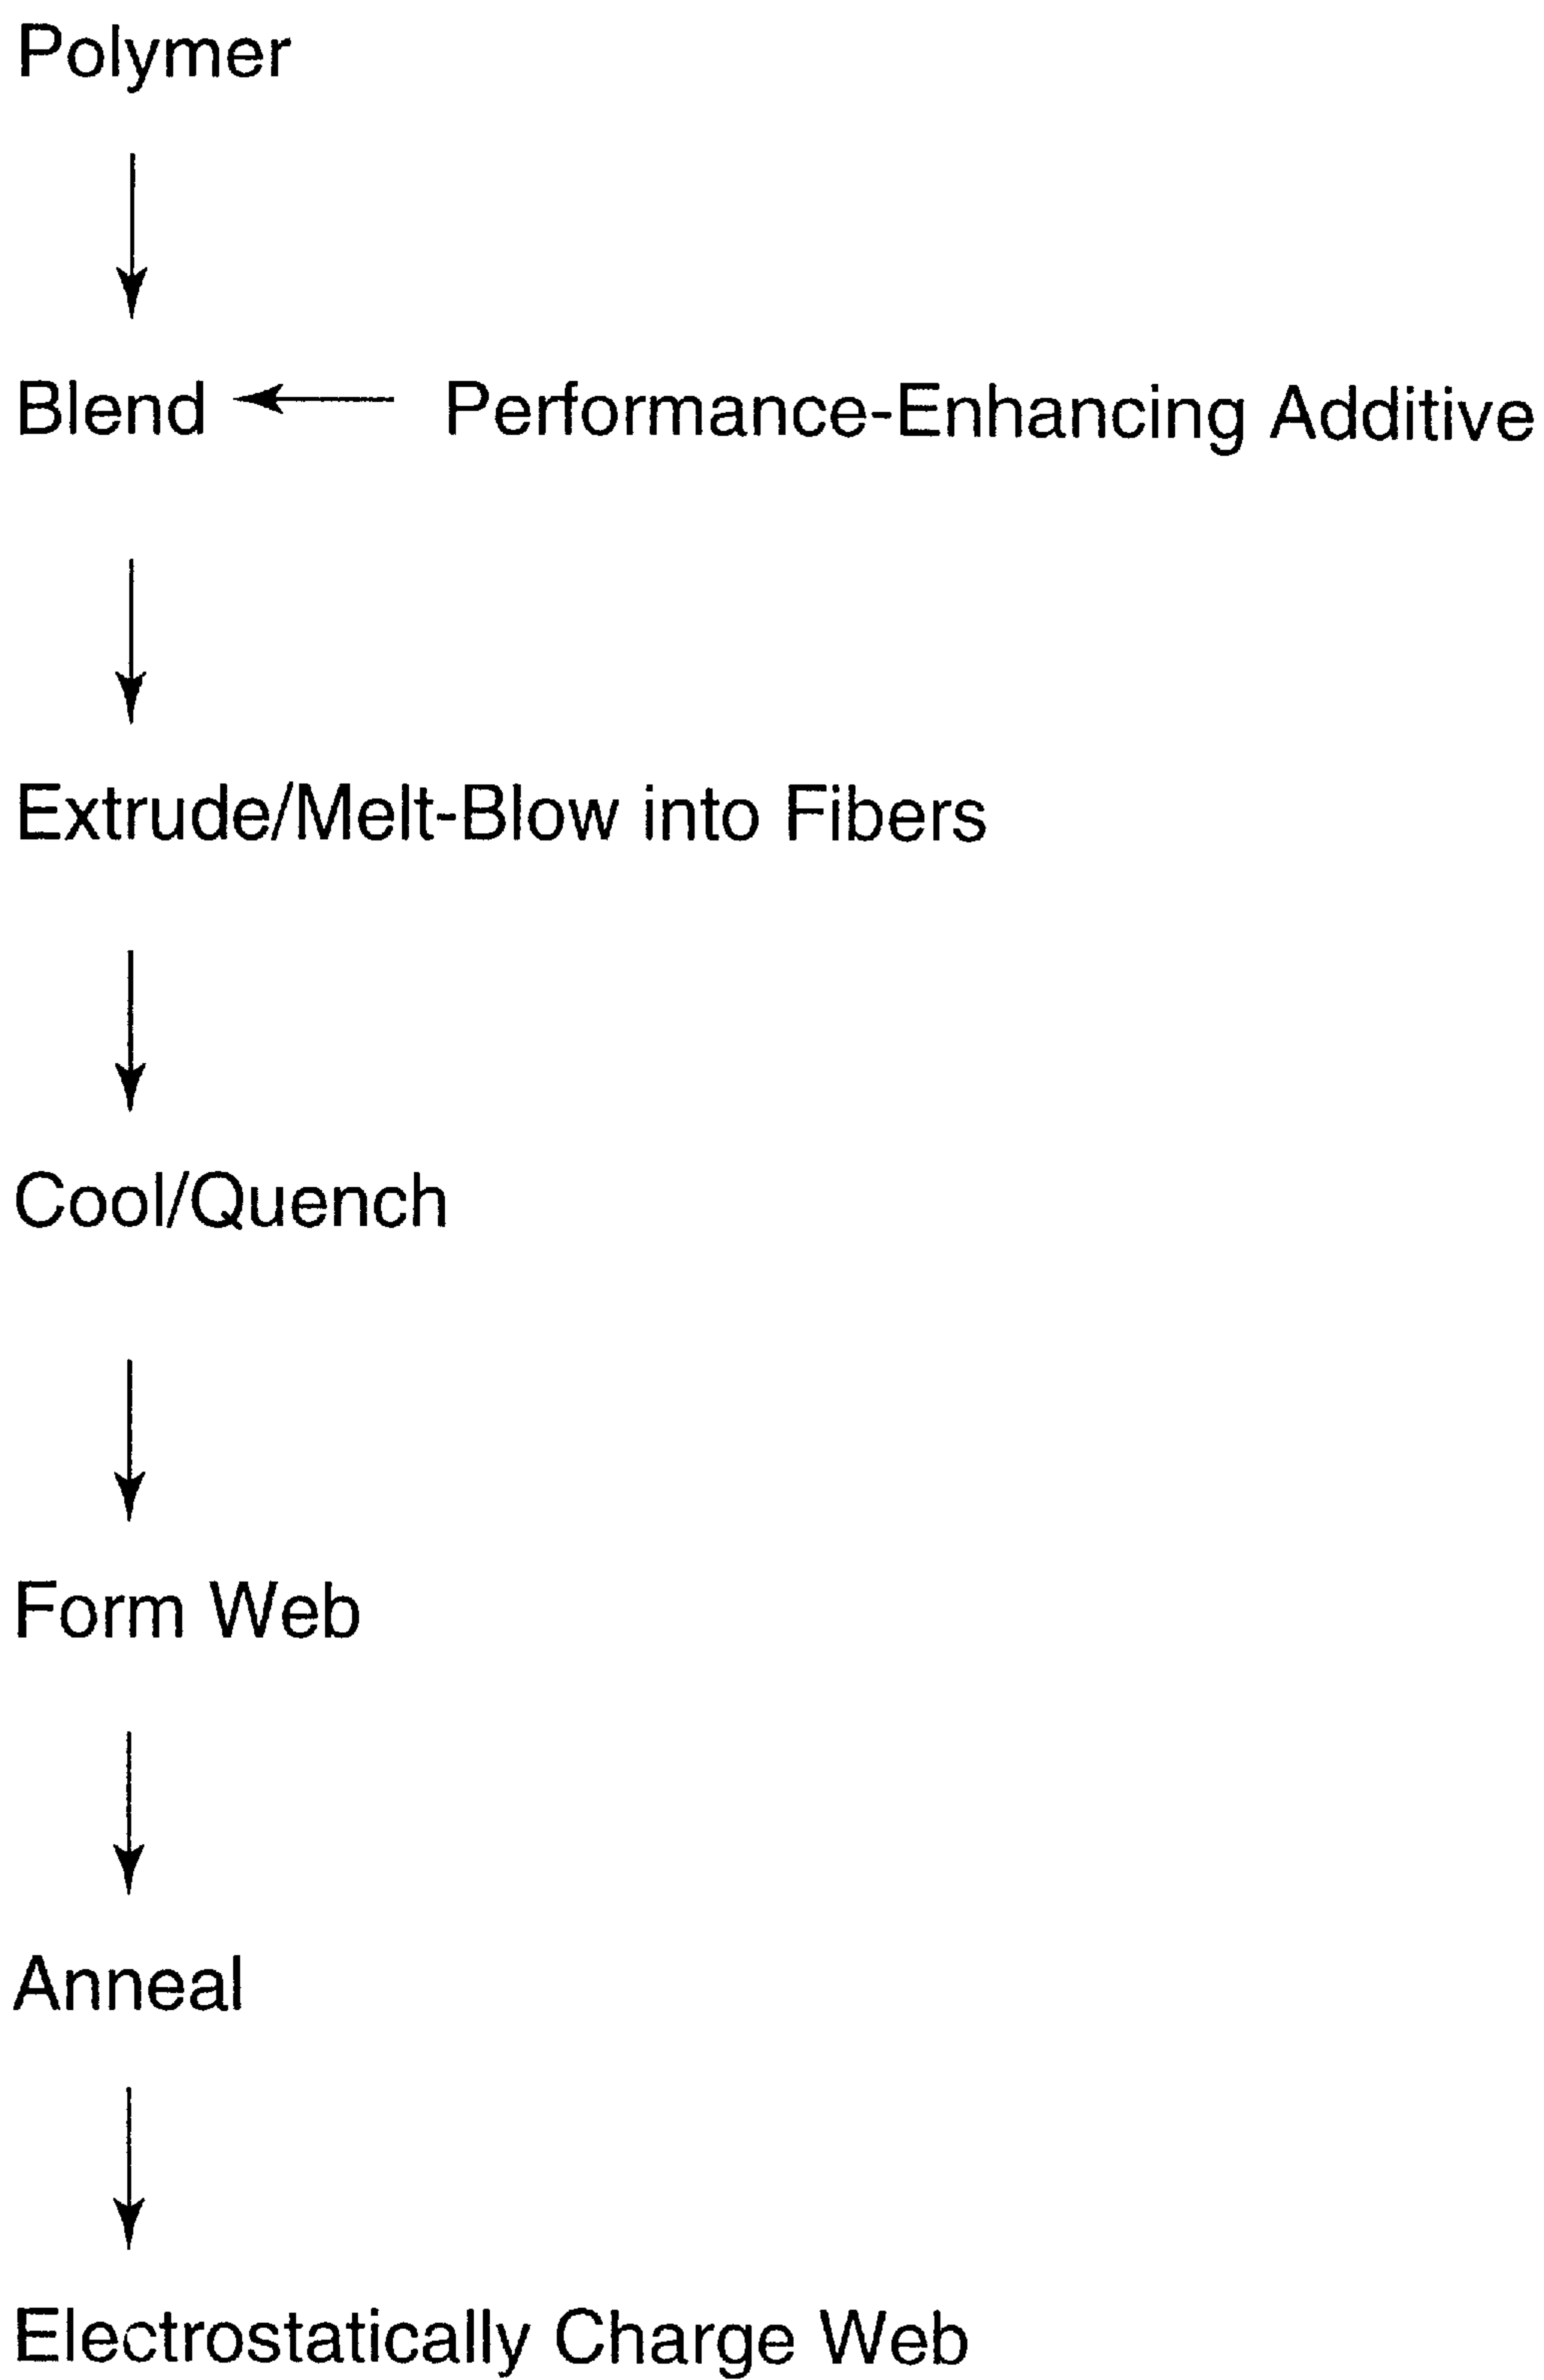 Polymer
Blend
Performance-Enhancing Additive
Extrude/Melt-Blow into Fibers
Cool/Quench
Form Web
Anneal
Electrostatically Charge Web